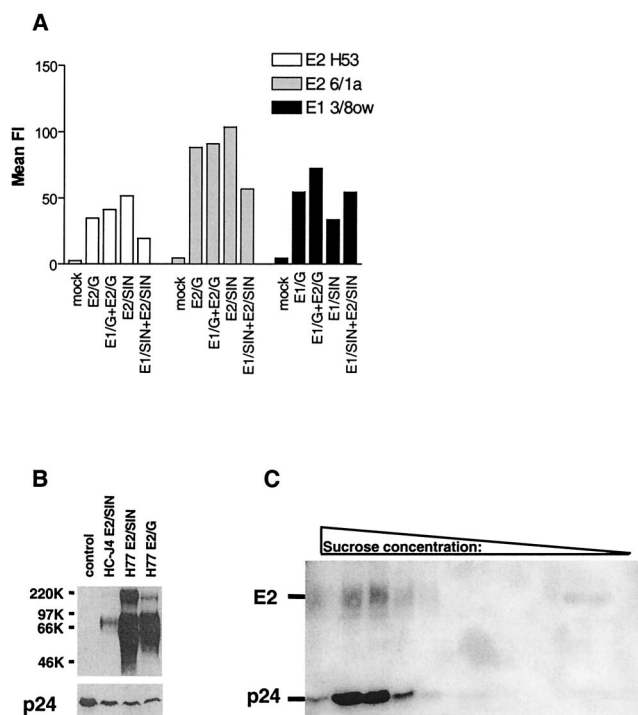 A
150
100
50
0
Mean FI
E2 H53
E2 6/1a
E1 3/8ow
mock
E2/G
E1/G+E2/G
E2/SIN
E1/SIN+E2/SIN
mock
E2/G
E1/G+E2/G
E2/SIN
E1/SIN+E2/SIN
mock
E1/G
E1/G+E2/G
E1/SIN
E1/SIN+E2/SIN
B
control
HC-J4 E2/SIN
H77 E2/SIN
H77 E2/G
220K
97K
66K
46K
p24
C
Sucrose concentration:
E2
p24